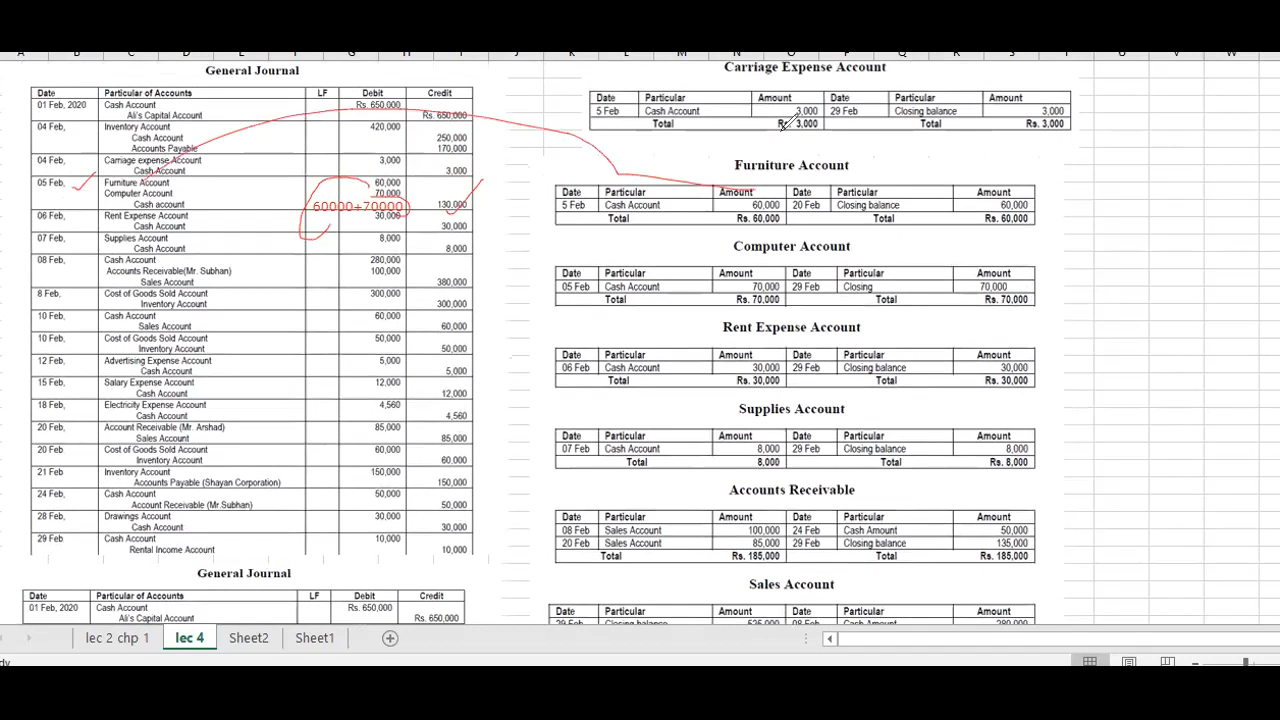 A B C D E F G H I J K L M N O P Q R S T U V W
General Journal
Date Particular of Accounts LF Debit Credit
01 Feb, 2020 Cash Account Rs. 650,000
Ali's Capital Account Rs. 650,000
04 Feb, Inventory Account 420,000
Cash Account 250,000
Accounts Payable 170,000
04 Feb, Carriage expense Account 3,000
Cash Account 3,000
05 Feb, Furniture Account 60,000
Computer Account 70,000
Cash account 130,000
60000+70000
06 Feb, Rent Expense Account 30,000
Cash Account 30,000
07 Feb, Supplies Account 8,000
Cash Account 8,000
08 Feb, Cash Account 280,000
Accounts Receivable(Mr. Subhan) 100,000
Sales Account 380,000
8 Feb, Cost of Goods Sold Account 300,000
Inventory Account 300,000
10 Feb, Cash Account 60,000
Sales Account 60,000
10 Feb, Cost of Goods Sold Account 50,000
Inventory Account 50,000
12 Feb, Advertising Expense Account 5,000
Cash Account 5,000
15 Feb, Salary Expense Account 12,000
Cash Account 12,000
18 Feb, Electricity Expense Account 4,560
Cash Account 4,560
20 Feb, Account Receivable (Mr. Arshad) 85,000
Sales Account 85,000
20 Feb Cost of Goods Sold Account 60,000
Inventory Account 60,000
21 Feb Inventory Account 150,000
Accounts Payable (Shayan Corporation) 150,000
24 Feb, Cash Account 50,000
Account Receivable (Mr.Subhan) 50,000
28 Feb, Drawings Account 30,000
Cash Account 30,000
29 Feb Cash Account 10,000
Rental Income Account 10,000
General Journal
Date Particular of Accounts LF Debit Credit
01 Feb, 2020 Cash Account Rs. 650,000
Ali's Capital Account Rs. 650,000
Carriage Expense Account
Date Particular Amount Date Particular Amount
5 Feb Cash Account 3,000 29 Feb Closing balance 3,000
Total Rs. 3,000 Total Rs. 3,000
Furniture Account
Date Particular Amount Date Particular Amount
5 Feb Cash Account 60,000 20 Feb Closing balance 60,000
Total Rs. 60,000 Total Rs. 60,000
Computer Account
Date Particular Amount Date Particular Amount
05 Feb Cash Account 70,000 29 Feb Closing 70,000
Total Rs. 70,000 Total Rs. 70,000
Rent Expense Account
Date Particular Amount Date Particular Amount
06 Feb Cash Account 30,000 29 Feb Closing balance 30,000
Total Rs. 30,000 Total Rs. 30,000
Supplies Account
Date Particular Amount Date Particular Amount
07 Feb Cash Account 8,000 29 Feb Closing balance 8,000
Total 8,000 Total Rs. 8,000
Accounts Receivable
Date Particular Amount Date Particular Amount
08 Feb Sales Account 100,000 24 Feb Cash Amount 50,000
20 Feb Sales Account 85,000 29 Feb Closing balance 135,000
Total Rs. 185,000 Total Rs. 185,000
Sales Account
Date Particular Amount Date Particular Amount
29 Feb Closing balance 525,000 08 Feb Cash Amount 280,000
lec 2 chp 1 lec 4 Sheet2 Sheet1